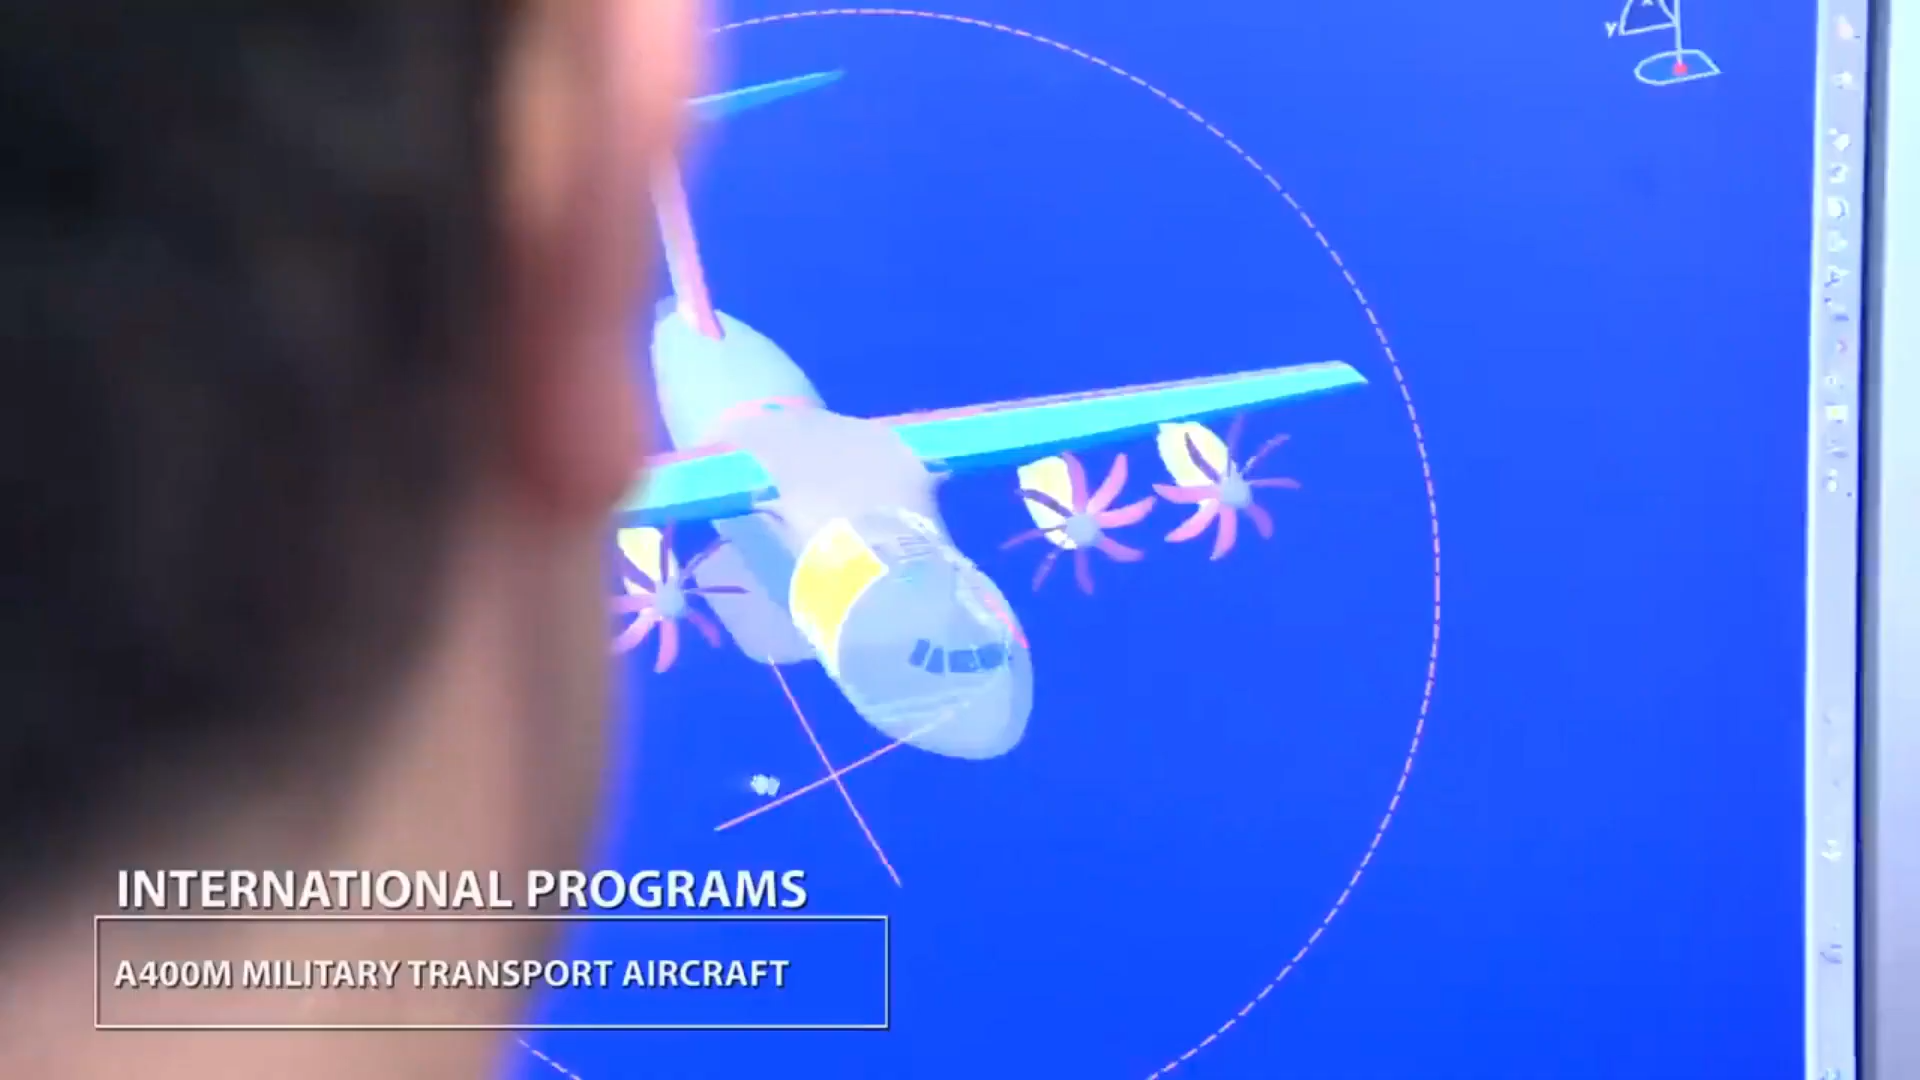 y
INTERNATIONAL PROGRAMS
A400M MILITARY TRANSPORT AIRCRAFT